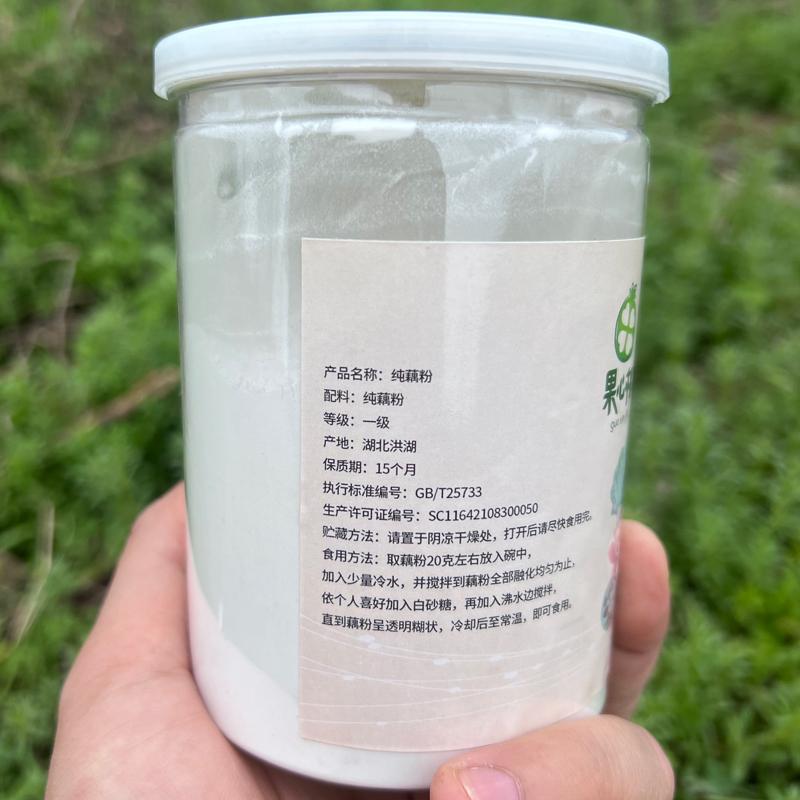 产品名称：纯藕粉
配料：纯藕粉
等级：一级
产地：湖北洪湖
保质期：15个月
执行标准编号：GB/T25733
生产许可证编号：SC11642108300050
贮藏方法：请置于阴凉干燥处，打开后请尽快食用完。
食用方法：取藕粉20克左右放入碗中，
加入少量冷水，并搅拌到藕粉全部融化均匀为止，
依个人喜好加入白砂糖，再加入沸水边搅拌，
直到藕粉呈透明糊状，冷却后至常温，即可食用。
果心